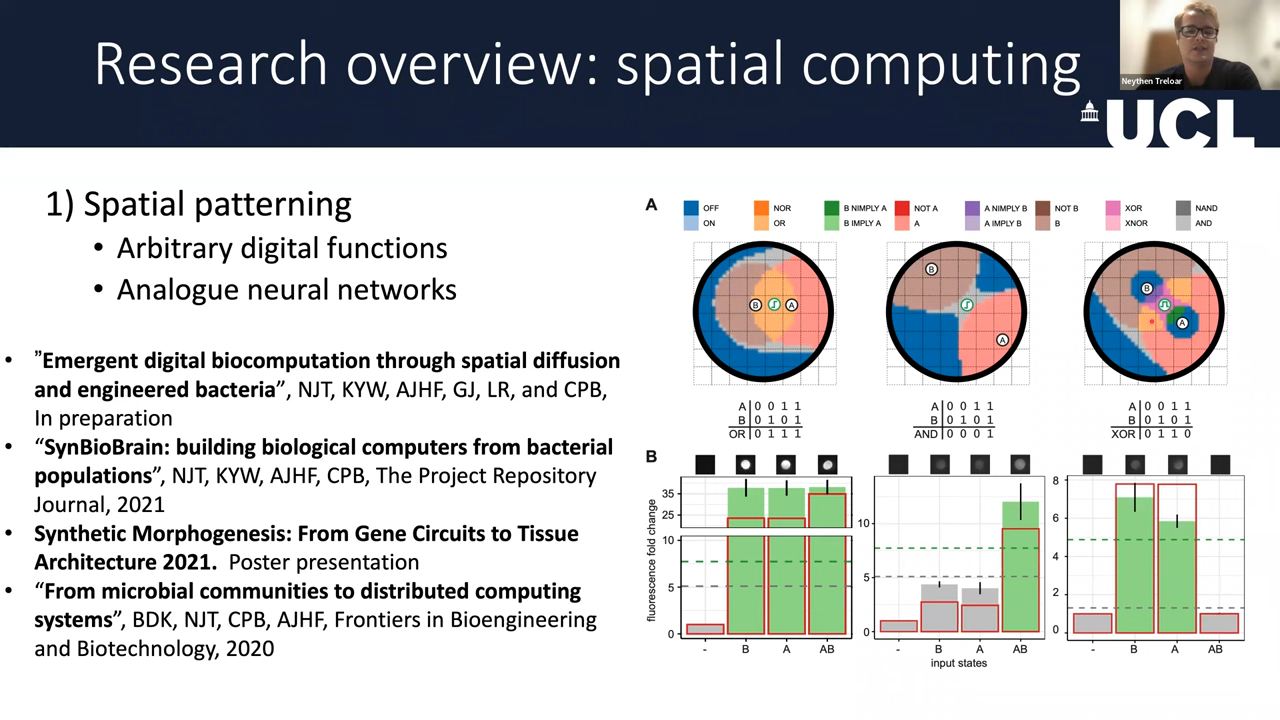 Research overview: spatial computing
Neythen Treloar
UCL
1) Spatial patterning
• Arbitrary digital functions
• Analogue neural networks
• ”Emergent digital biocomputation through spatial diffusion
and engineered bacteria”, NJT, KYW, AJHF, GJ, LR, and CPB,
In preparation
• “SynBioBrain: building biological computers from bacterial
populations”, NJT, KYW, AJHF, CPB, The Project Repository
Journal, 2021
• Synthetic Morphogenesis: From Gene Circuits to Tissue
Architecture 2021. Poster presentation
• “From microbial communities to distributed computing
systems”, BDK, NJT, CPB, AJHF, Frontiers in Bioengineering
and Biotechnology, 2020
A
OFF NOR B NIMPLY A NOT A A NIMPLY B NOT B XOR NAND
ON OR B IMPLY A A A IMPLY B B XNOR AND
B A
B A
B A
A 0 0 1 1
B 0 1 0 1
OR 0 1 1 1
A 0 0 1 1
B 0 1 0 1
AND 0 0 0 1
A 0 0 1 1
B 0 1 0 1
XOR 0 1 1 0
B
fluorescence fold change
35
25
10
5
0
- B A AB
10
5
0
- B A AB
input states
8
6
4
2
0
- B A AB